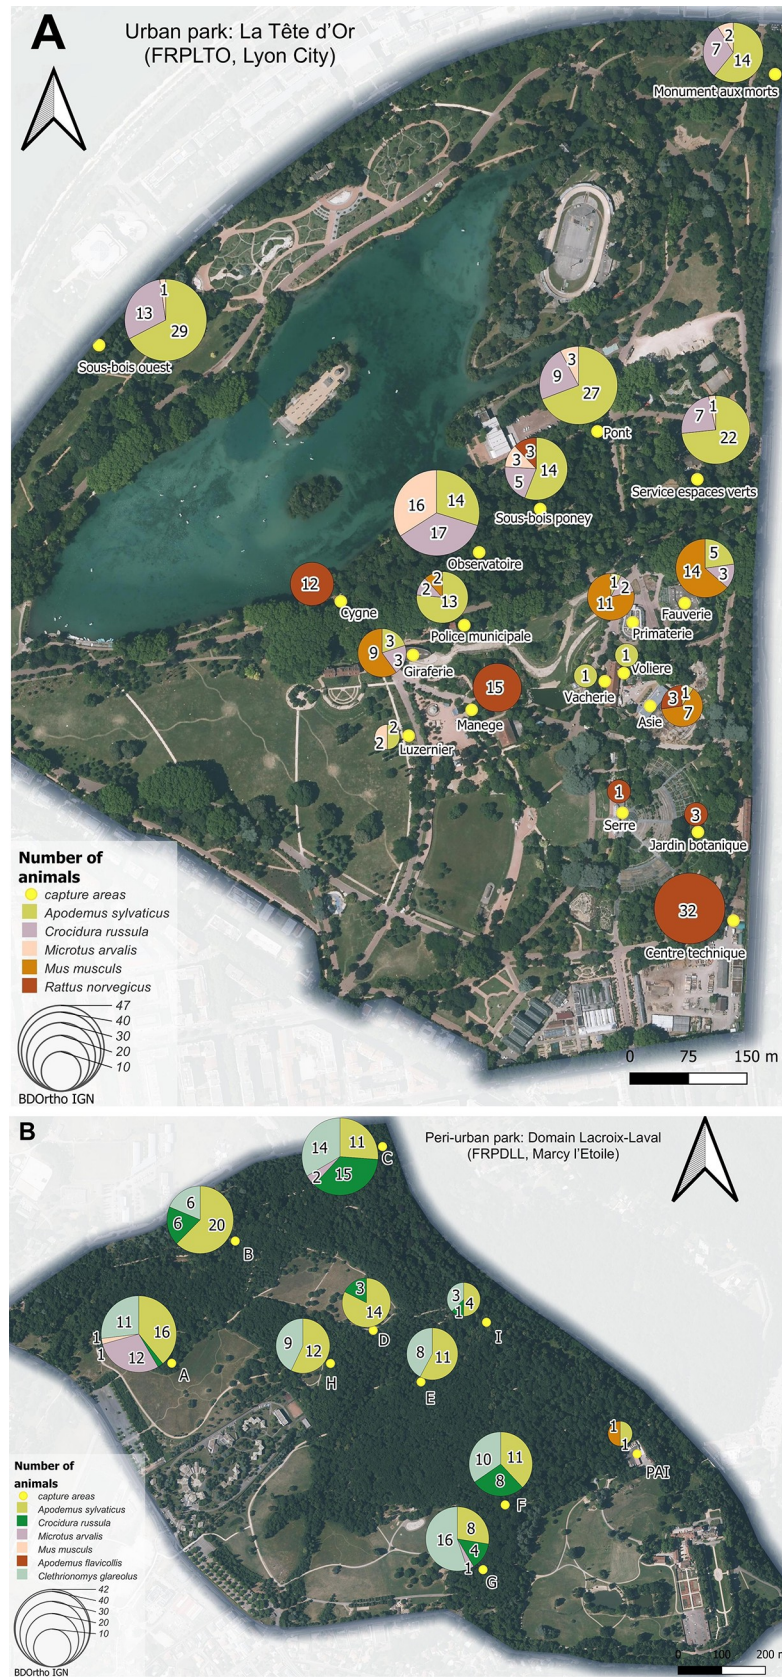 A
Urban park: La Tête d’Or
(FRPLTO, Lyon City)
2
7
14
Monument aux morts
1
13
29
Sous-bois ouest
3
9
27
Pont
1
7
22
Service espaces verts
3
3
14
5
Sous-bois poney
16
14
17
Observatoire
12
Cygne
2
2
13
Police municipale
1
2
11
Primaterie
5
14
3
Fauverie
3
9
3
Giraferie
1
Voliere
1
Vacherie
15
Manege
1
3
7
Asie
2
2
Luzernier
1
Serre
3
Jardin botanique
32
Centre technique
Number of
animals
capture areas
Apodemus sylvaticus
Crocidura russula
Microtus arvalis
Mus musculs
Rattus norvegicus
47
40
30
20
10
BDOrtho IGN
0 75 150 m
B
Peri-urban park: Domain Lacroix-Laval
(FRPDLL, Marcy l’Etoile)
14
11
2
15
C
6
6
20
B
3
14
D
3
4
1
I
11
16
1
1
12
A
9
12
H
8
11
E
1
1
PAI
10
11
8
F
8
16
4
1
G
Number of
animals
capture areas
Apodemus sylvaticus
Crocidura russula
Microtus arvalis
Mus musculs
Apodemus flavicollis
Clethrionomys glareolus
42
40
30
20
10
BDOrtho IGN
0 100 200 m